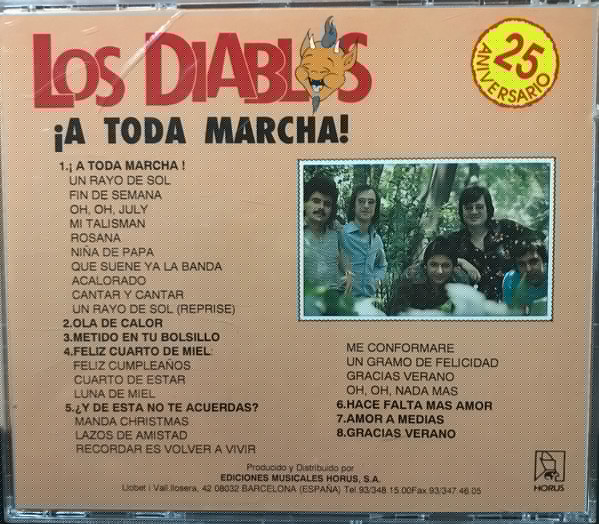 LOS DIABLOS
25 ANIVERSARIO
¡A TODA MARCHA!
1.¡ A TODA MARCHA !
UN RAYO DE SOL
FIN DE SEMANA
OH, OH, JULY
MI TALISMAN
ROSANA
NIÑA DE PAPA
QUE SUENE YA LA BANDA
ACALORADO
CANTAR Y CANTAR
UN RAYO DE SOL (REPRISE)
2.OLA DE CALOR
3.METIDO EN TU BOLSILLO
4.FELIZ CUARTO DE MIEL:
FELIZ CUMPLEAÑOS
CUARTO DE ESTAR
LUNA DE MIEL
5.¿Y DE ESTA NO TE ACUERDAS?
MANDA CHRISTMAS
LAZOS DE AMISTAD
RECORDAR ES VOLVER A VIVIR
ME CONFORMARE
UN GRAMO DE FELICIDAD
GRACIAS VERANO
OH, OH, NADA MAS
6.HACE FALTA MAS AMOR
7.AMOR A MEDIAS
8.GRACIAS VERANO
Producido y Distribuido por
EDICIONES MUSICALES HORUS, S.A.
Llobet i Vall.llosera, 42 08032 BARCELONA (ESPAÑA) Tel.93/348.15.00Fax.93/347.46.05
HORUS